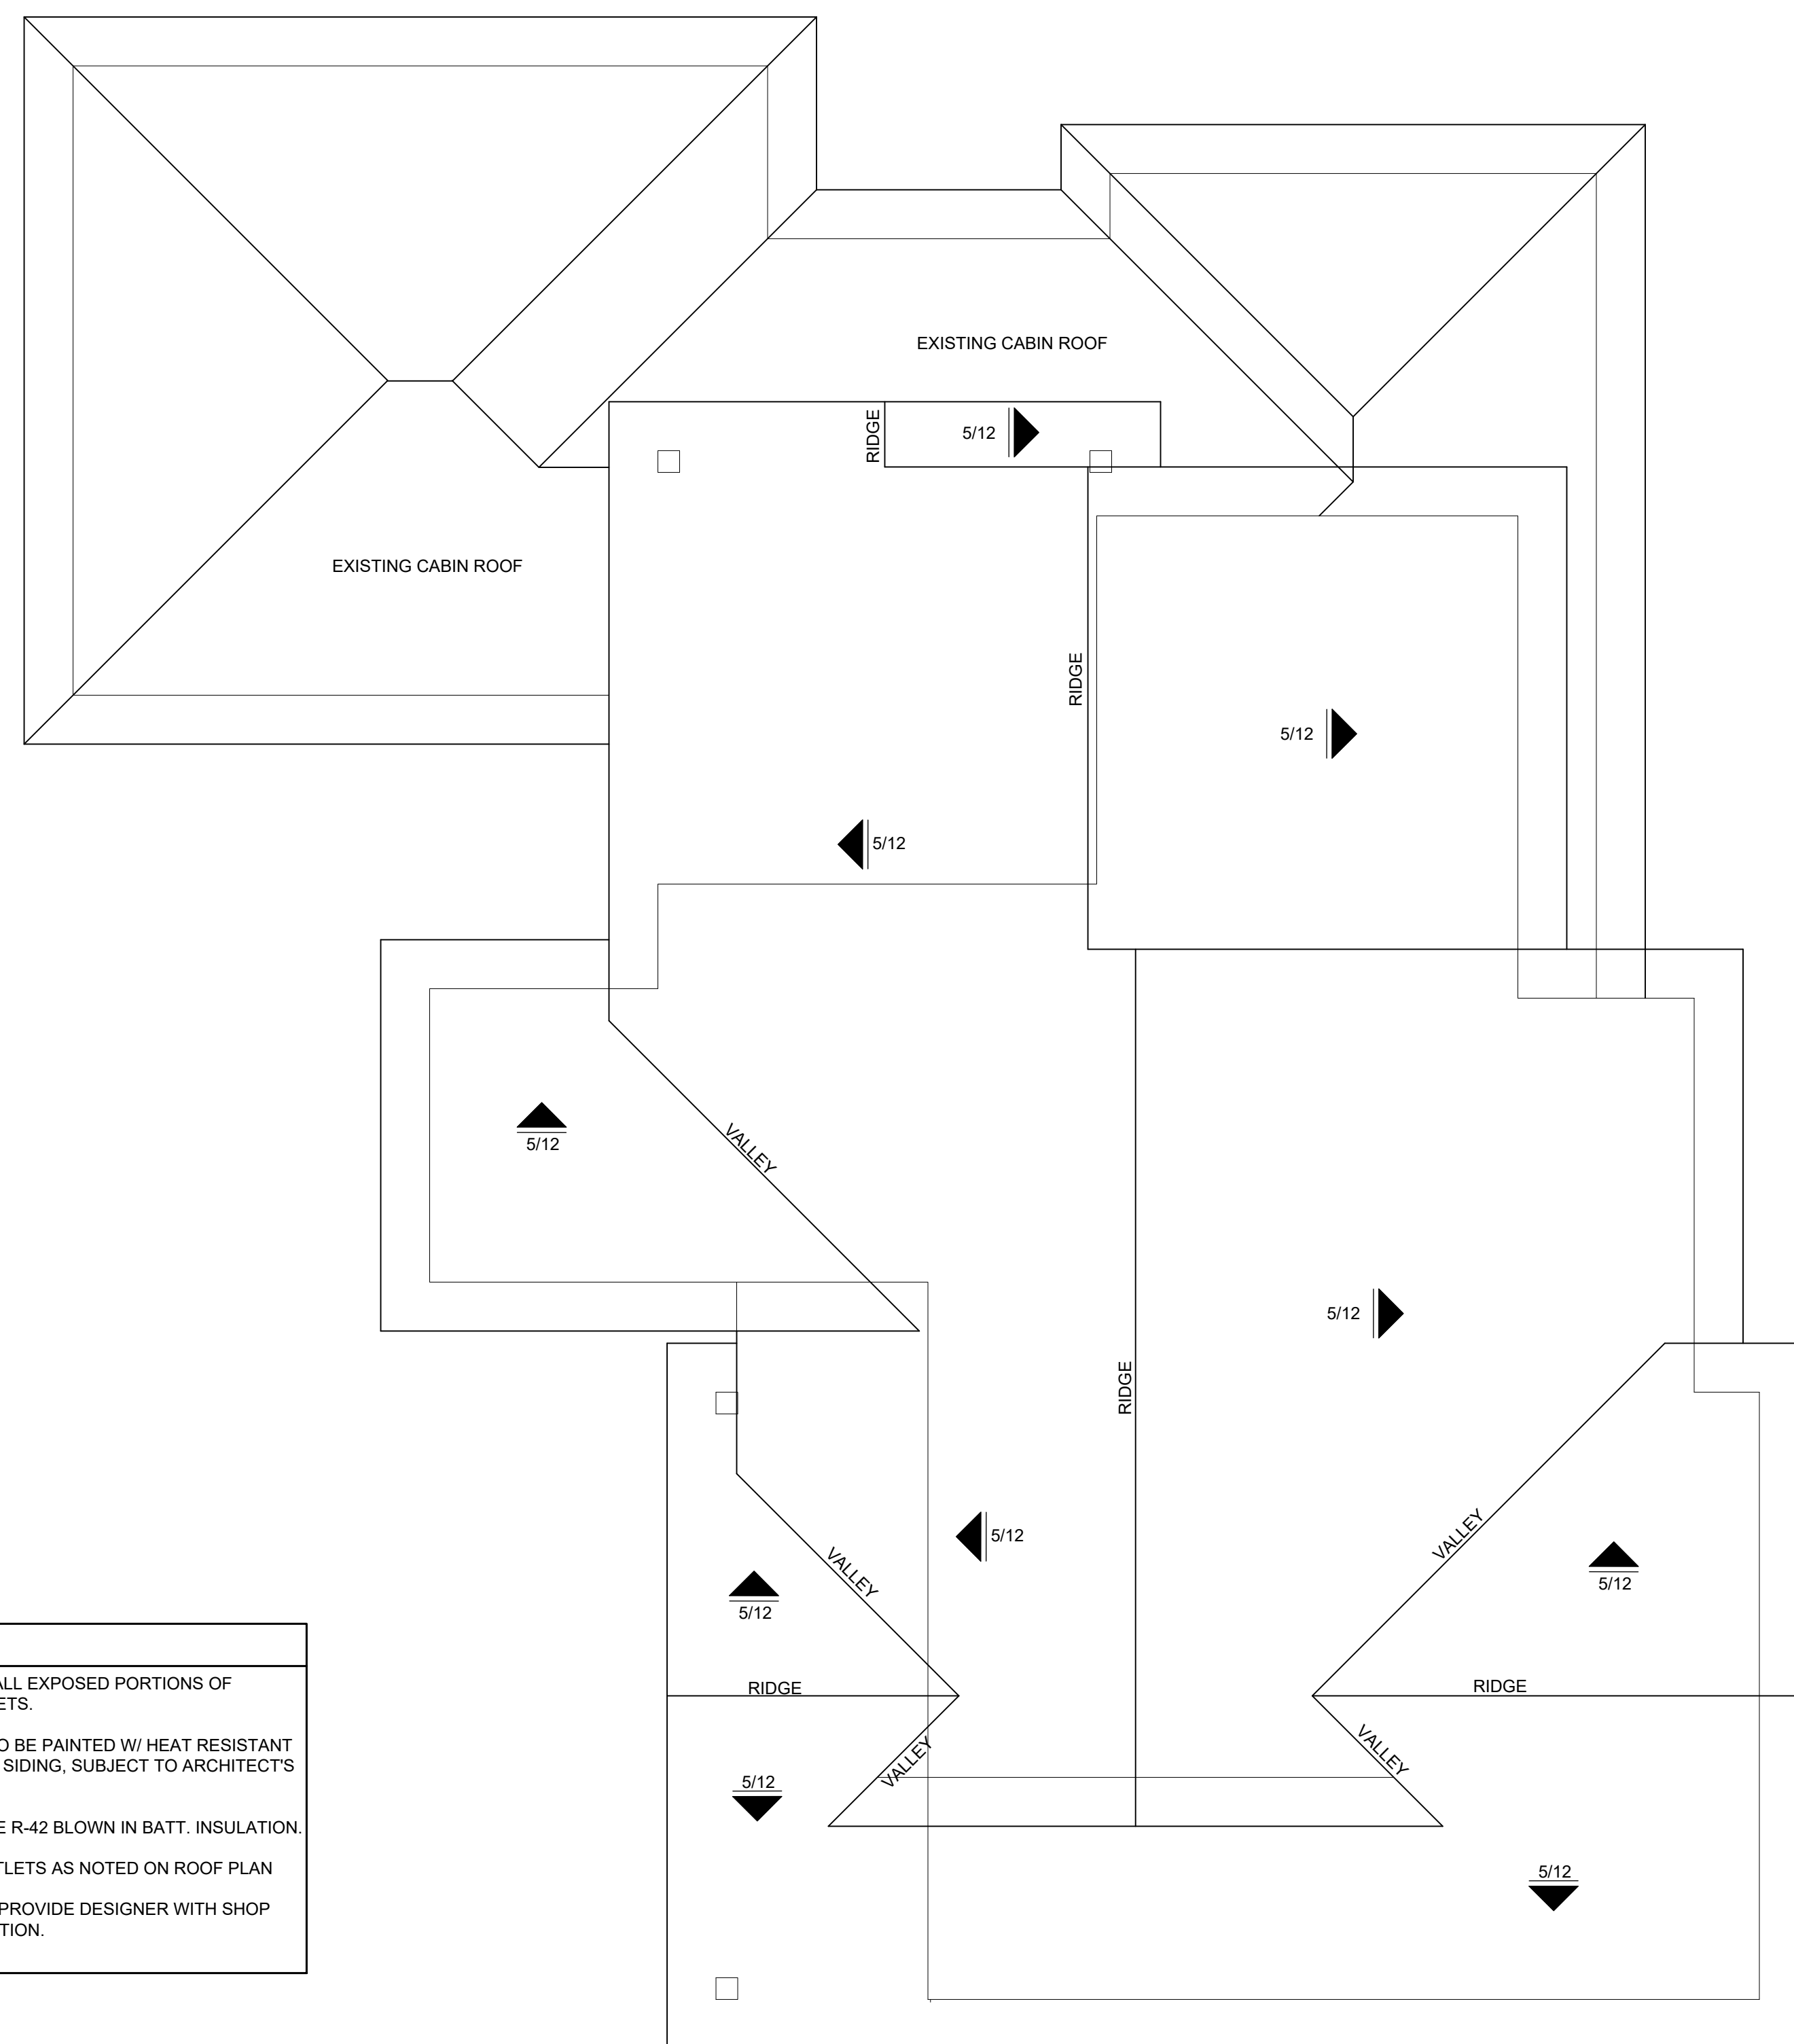 EXISTING CABIN ROOF
RIDGE
5/12
EXISTING CABIN ROOF
RIDGE
5/12
5/12
VALLEY
5/12
5/12
RIDGE
VALLEY
5/12
VALLEY
5/12
5/12
RIDGE
RIDGE
VALLEY
VALLEY
5/12
5/12
ALL EXPOSED PORTIONS OF
ETS.
O BE PAINTED W/ HEAT RESISTANT
SIDING, SUBJECT TO ARCHITECT'S
E R-42 BLOWN IN BATT. INSULATION.
TLETS AS NOTED ON ROOF PLAN
PROVIDE DESIGNER WITH SHOP
TION.